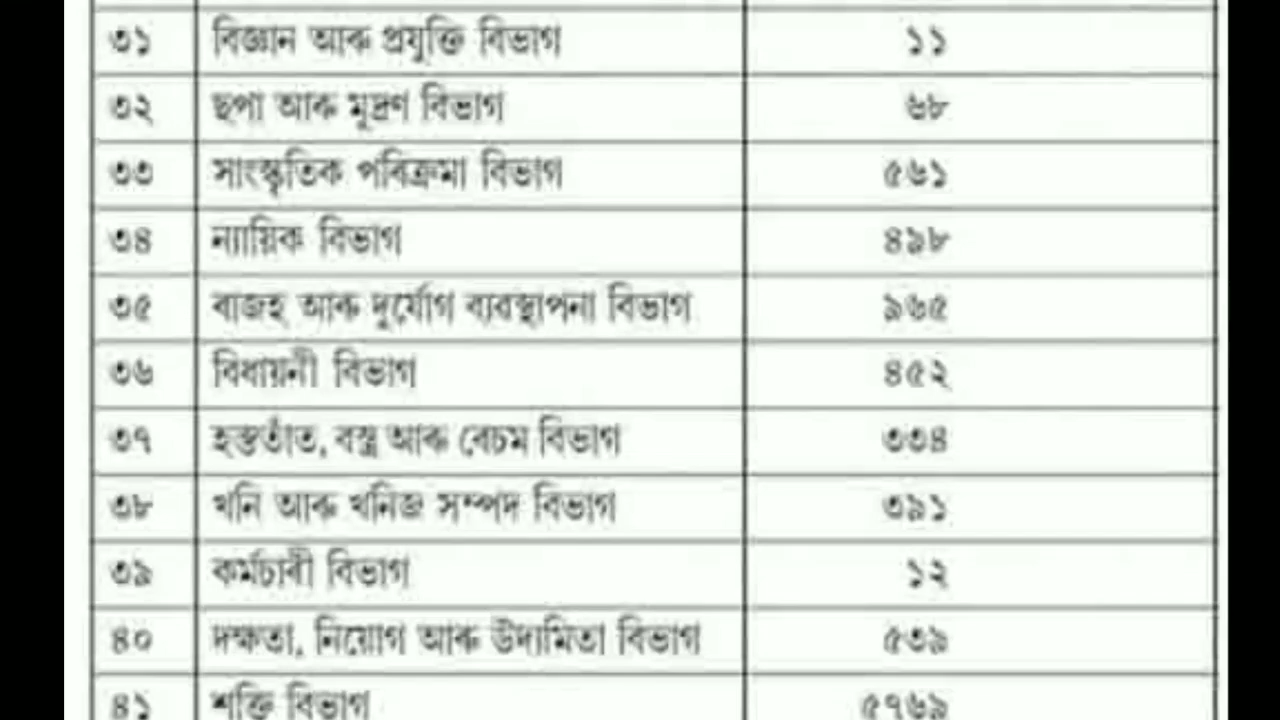 ৩১ বিজ্ঞান আৰু প্ৰযুক্তি বিভাগ ১১
৩২ ছপা আৰু মুদ্ৰণ বিভাগ ৬৮
৩৩ সাংস্কৃতিক পৰিক্ৰমা বিভাগ ৫৬১
৩৪ ন্যায়িক বিভাগ ৪৯৮
৩৫ ৰাজহ আৰু দুৰ্যোগ ব্যৱস্থাপনা বিভাগ ৯৬৫
৩৬ বিধায়নী বিভাগ ৪৫২
৩৭ হস্ততাঁত, বস্ত্ৰ আৰু ৰেচম বিভাগ ৩৩৪
৩৮ খনি আৰু খনিজ সম্পদ বিভাগ ৩৯১
৩৯ কৰ্মচাৰী বিভাগ ১২
৪০ দক্ষতা, নিয়োগ আৰু উদ্যমিতা বিভাগ ৫৩৯
৪১ শক্তি বিভাগ ৫৭৬৯